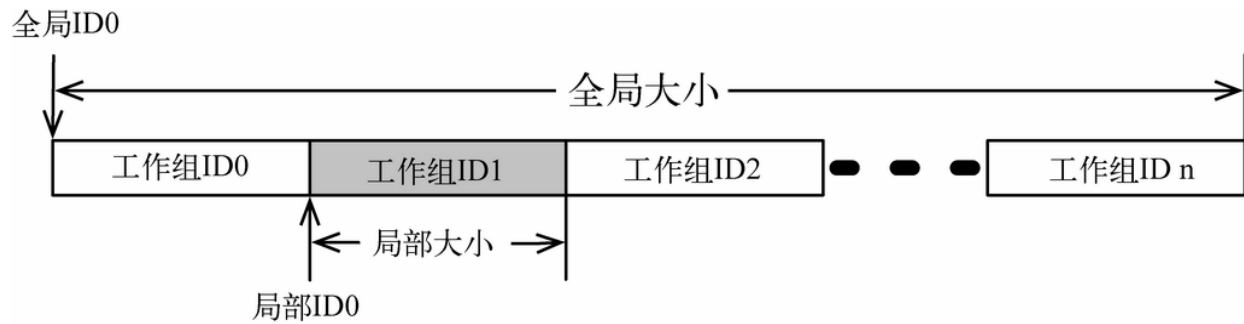 全局ID0
全局大小
工作组ID0
工作组ID1
工作组ID2
工作组ID n
局部大小
局部ID0